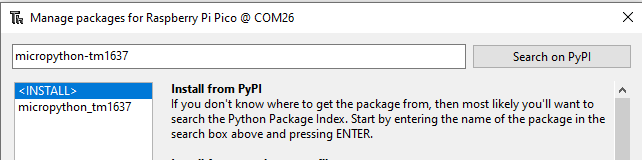 Manage packages for Raspberry Pi Pico @ COM26
micropython-tm1637
Search on PyPI
<INSTALL>
micropython_tm1637
Install from PyPI
If you don't know where to get the package from, then most likely you'll want to
search the Python Package Index. Start by entering the name of the package in the
search box above and pressing ENTER.